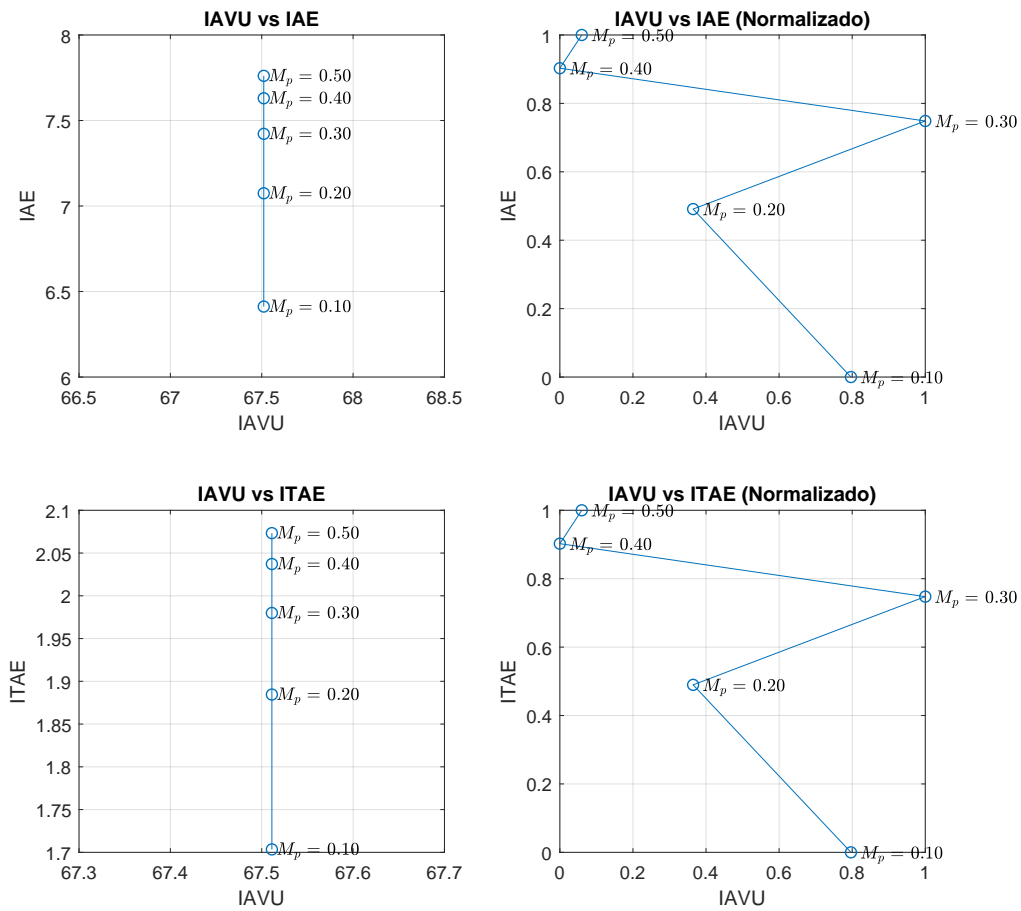 IAVU vs IAE
8
7.5
7
6.5
6
IAE
M_p = 0.50
M_p = 0.40
M_p = 0.30
M_p = 0.20
M_p = 0.10
66.5 67 67.5 68 68.5
IAVU
IAVU vs IAE (Normalizado)
1
0.8
0.6
0.4
0.2
0
IAE
M_p = 0.50
M_p = 0.40
M_p = 0.30
M_p = 0.20
M_p = 0.10
0 0.2 0.4 0.6 0.8 1
IAVU
IAVU vs ITAE
2.1
2.05
2
1.95
1.9
1.85
1.8
1.75
1.7
ITAE
M_p = 0.50
M_p = 0.40
M_p = 0.30
M_p = 0.20
M_p = 0.10
67.3 67.4 67.5 67.6 67.7
IAVU
IAVU vs ITAE (Normalizado)
1
0.8
0.6
0.4
0.2
0
ITAE
M_p = 0.50
M_p = 0.40
M_p = 0.30
M_p = 0.20
M_p = 0.10
0 0.2 0.4 0.6 0.8 1
IAVU